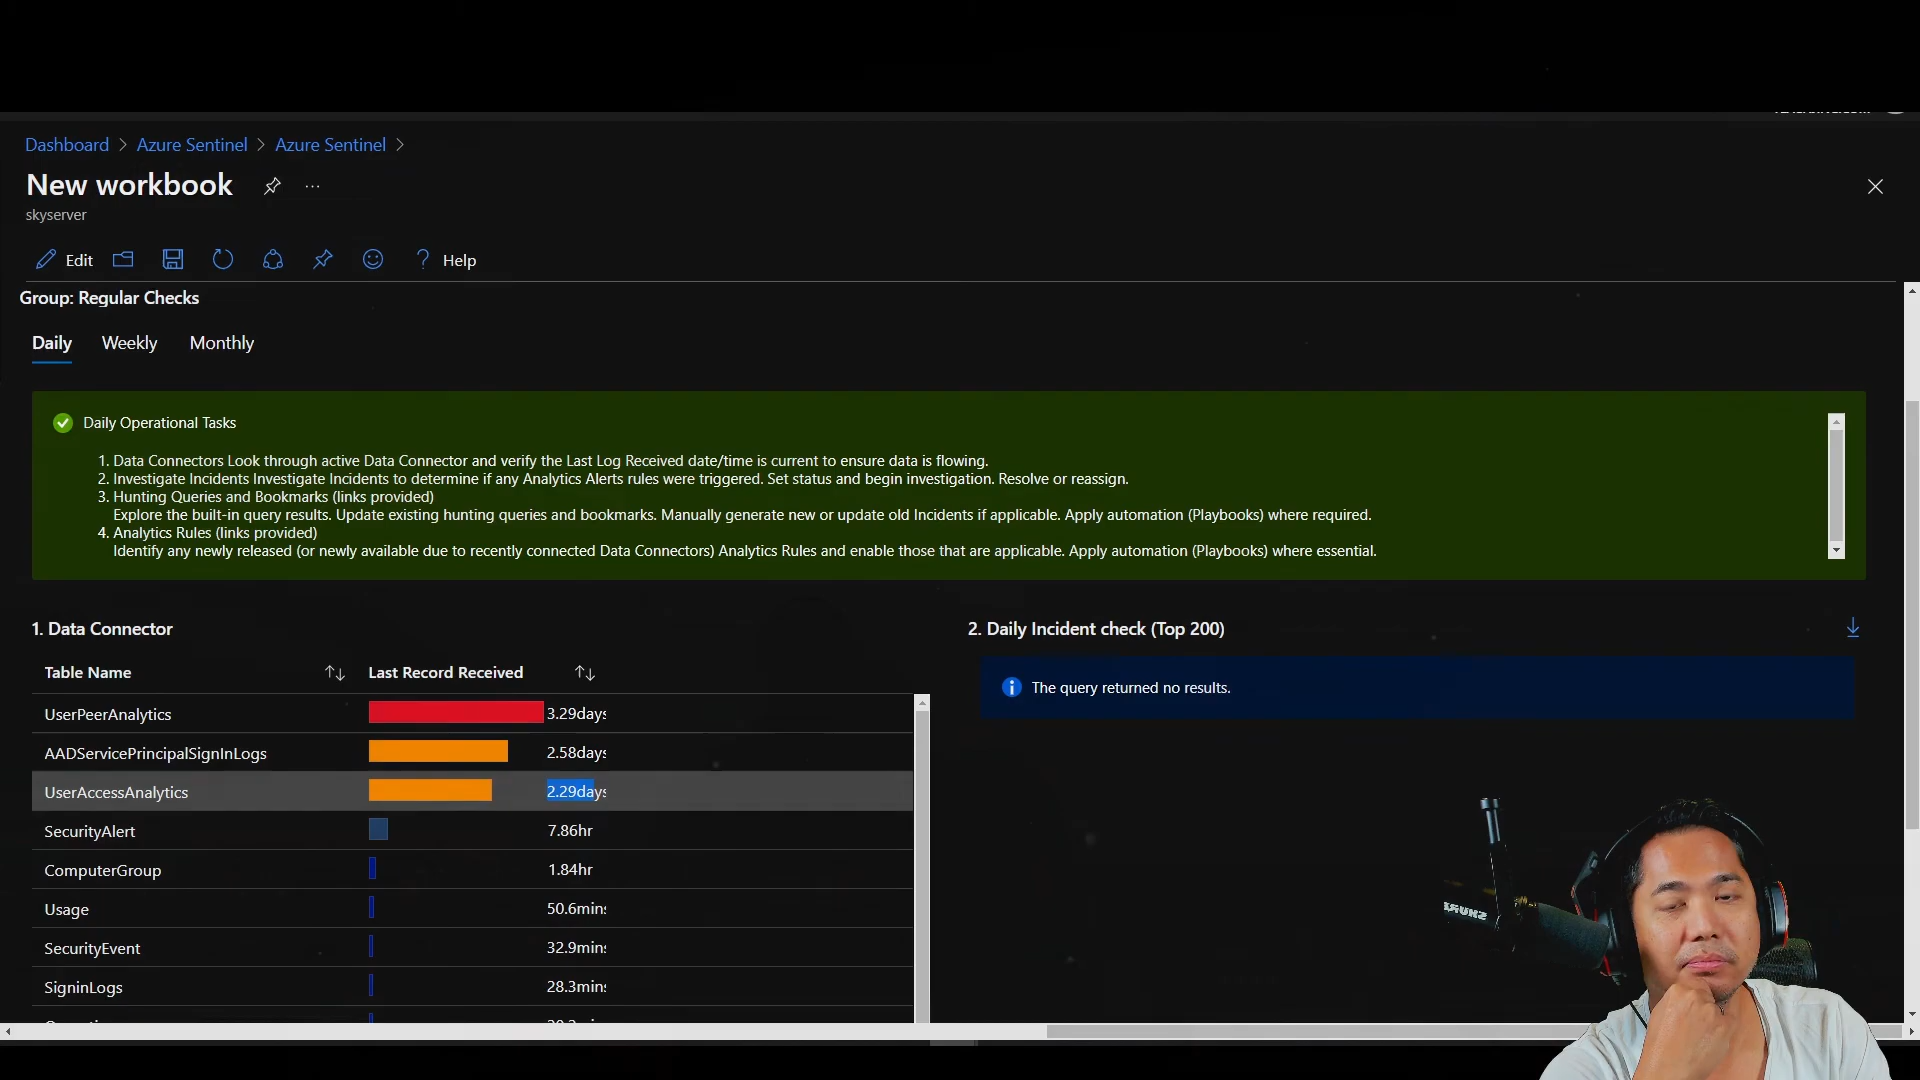 Dashboard > Azure Sentinel > Azure Sentinel >
New workbook ...
skyserver
Edit ? Help
Group: Regular Checks
Daily Weekly Monthly
Daily Operational Tasks
1. Data Connectors Look through active Data Connector and verify the Last Log Received date/time is current to ensure data is flowing.
2. Investigate Incidents Investigate Incidents to determine if any Analytics Alerts rules were triggered. Set status and begin investigation. Resolve or reassign.
3. Hunting Queries and Bookmarks (links provided)
Explore the built-in query results. Update existing hunting queries and bookmarks. Manually generate new or update old Incidents if applicable. Apply automation (Playbooks) where required.
4. Analytics Rules (links provided)
Identify any newly released (or newly available due to recently connected Data Connectors) Analytics Rules and enable those that are applicable. Apply automation (Playbooks) where essential.
1. Data Connector
Table Name Last Record Received
UserPeerAnalytics 3.29days
AADServicePrincipalSignInLogs 2.58days
UserAccessAnalytics 2.29days
SecurityAlert 7.86hr
ComputerGroup 1.84hr
Usage 50.6mins
SecurityEvent 32.9mins
SigninLogs 28.3mins
2. Daily Incident check (Top 200)
The query returned no results.